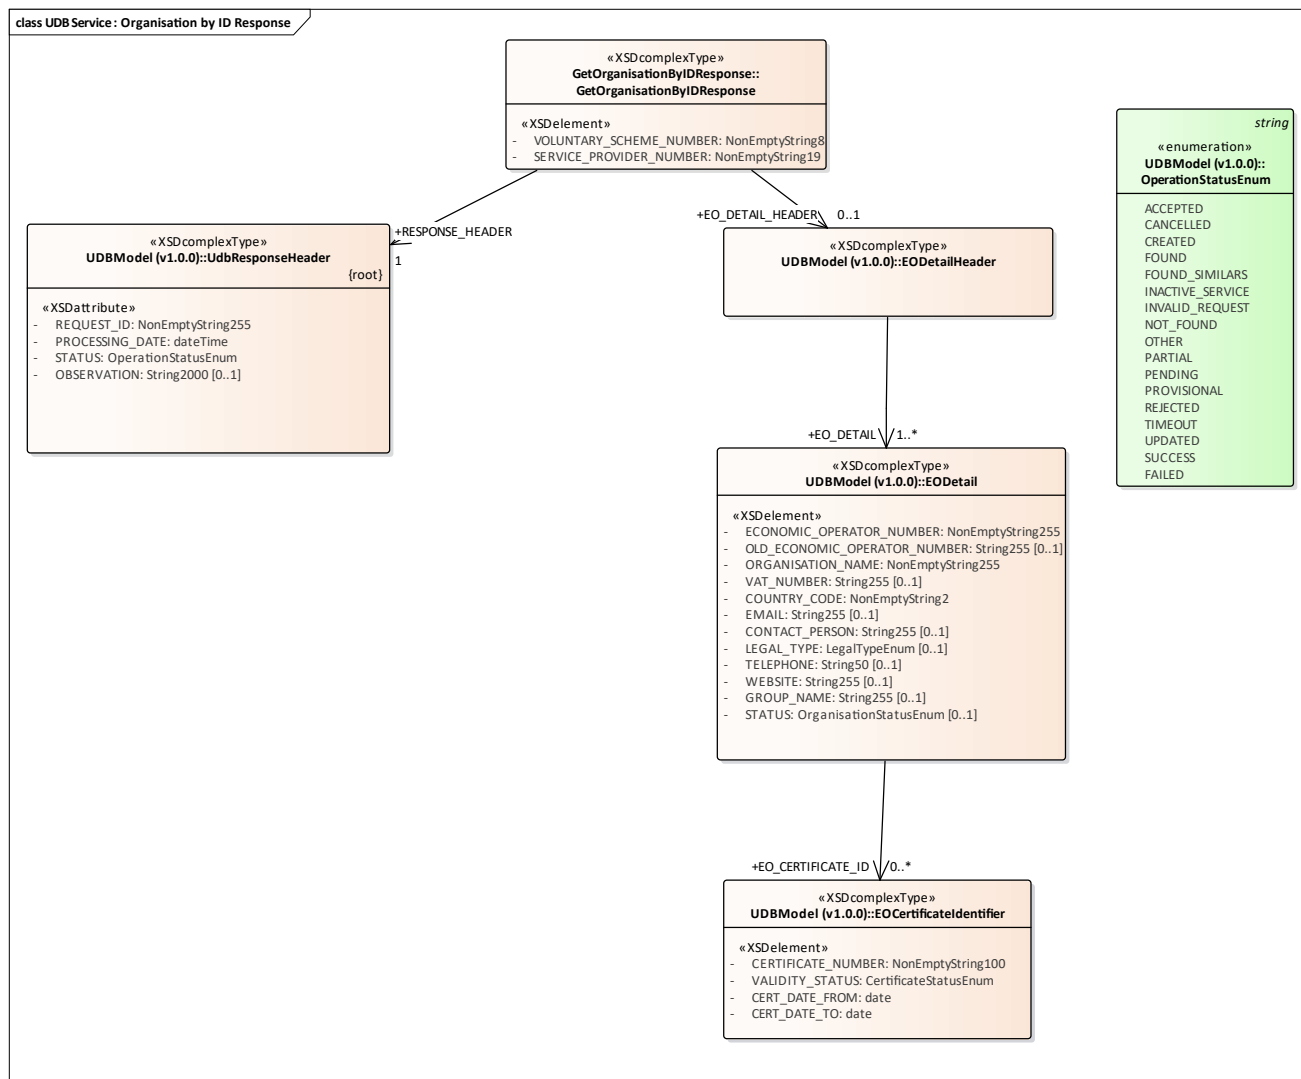 class UDB Service : Organisation by ID Response
«XSDcomplexType»
GetOrganisationByIDResponse::
GetOrganisationByIDResponse
«XSDelement»
- VOLUNTARY_SCHEME_NUMBER: NonEmptyString8
- SERVICE_PROVIDER_NUMBER: NonEmptyString19
string
«enumeration»
UDBModel (v1.0.0)::
OperationStatusEnum
ACCEPTED
CANCELLED
CREATED
FOUND
FOUND_SIMILARS
INACTIVE_SERVICE
INVALID_REQUEST
NOT_FOUND
OTHER
PARTIAL
PENDING
PROVISIONAL
REJECTED
TIMEOUT
UPDATED
SUCCESS
FAILED
+RESPONSE_HEADER
1
+EO_DETAIL_HEADER
0..1
«XSDcomplexType»
UDBModel (v1.0.0)::UdbResponseHeader
{root}
«XSDattribute»
- REQUEST_ID: NonEmptyString255
- PROCESSING_DATE: dateTime
- STATUS: OperationStatusEnum
- OBSERVATION: String2000 [0..1]
«XSDcomplexType»
UDBModel (v1.0.0)::EODetailHeader
+EO_DETAIL
1..*
«XSDcomplexType»
UDBModel (v1.0.0)::EODetail
«XSDelement»
- ECONOMIC_OPERATOR_NUMBER: NonEmptyString255
- OLD_ECONOMIC_OPERATOR_NUMBER: String255 [0..1]
- ORGANISATION_NAME: NonEmptyString255
- VAT_NUMBER: String255 [0..1]
- COUNTRY_CODE: NonEmptyString2
- EMAIL: String255 [0..1]
- CONTACT_PERSON: String255 [0..1]
- LEGAL_TYPE: LegalTypeEnum [0..1]
- TELEPHONE: String50 [0..1]
- WEBSITE: String255 [0..1]
- GROUP_NAME: String255 [0..1]
- STATUS: OrganisationStatusEnum [0..1]
+EO_CERTIFICATE_ID
0..*
«XSDcomplexType»
UDBModel (v1.0.0)::EOCertificateIdentifier
«XSDelement»
- CERTIFICATE_NUMBER: NonEmptyString100
- VALIDITY_STATUS: CertificateStatusEnum
- CERT_DATE_FROM: date
- CERT_DATE_TO: date